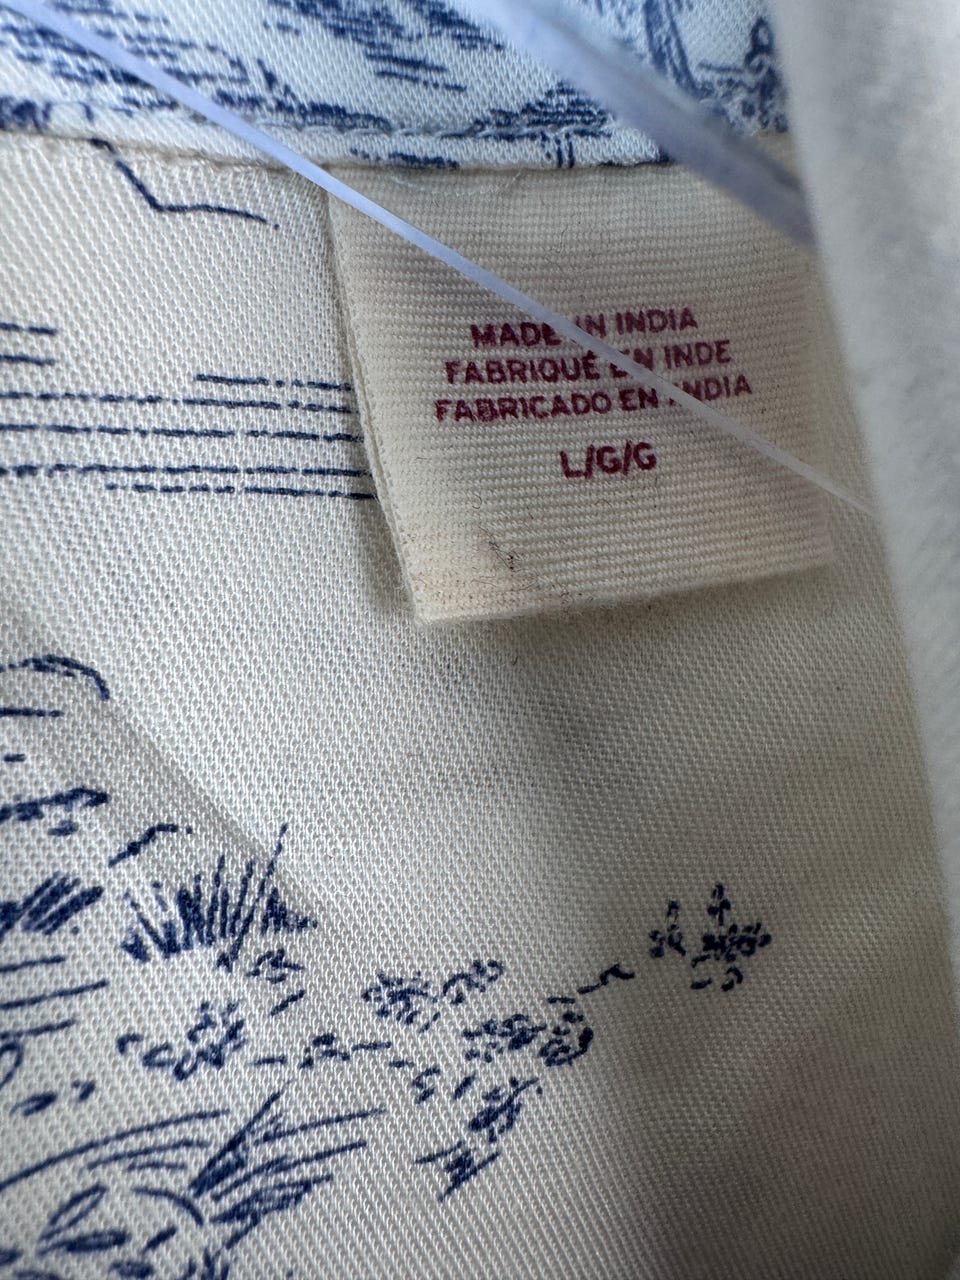 MADE IN INDIA
FABRIQUÉ EN INDE
FABRICADO EN INDIA
L/G/G